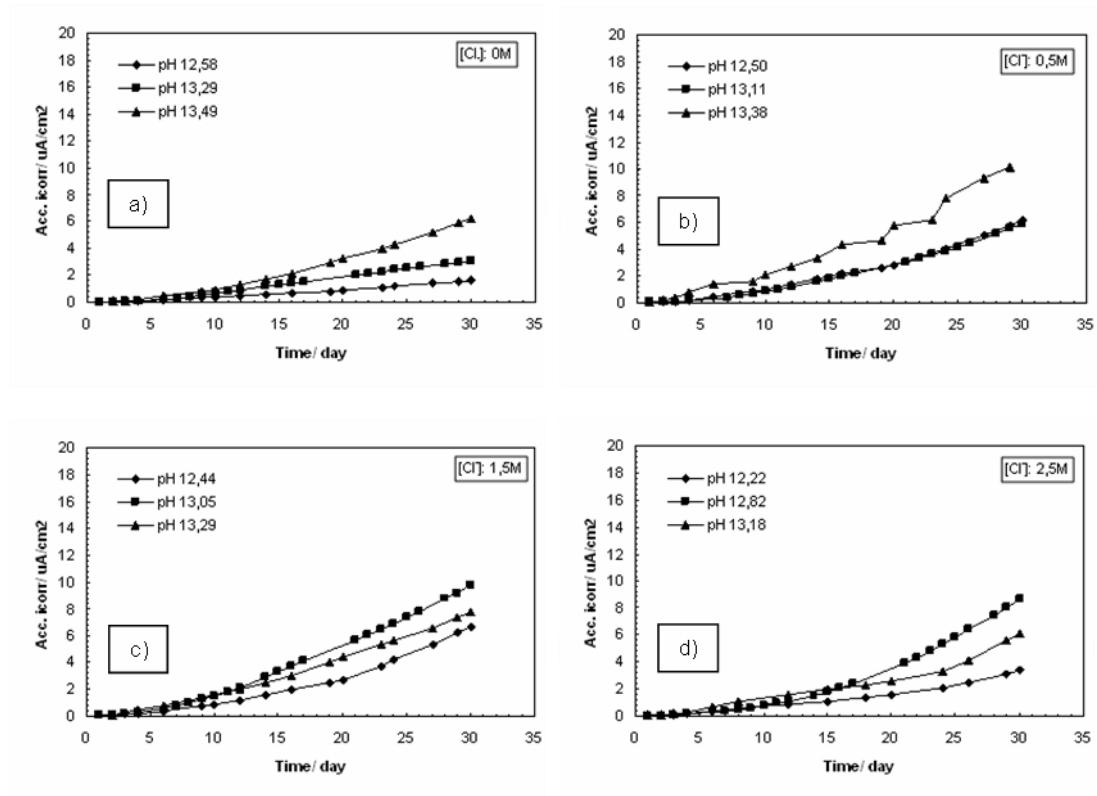 [Cl.]: 0M
pH 12,58
pH 13,29
pH 13,49
a)
Acc. icorr/ uA/cm2
20
18
16
14
12
10
8
6
4
2
0
0 5 10 15 20 25 30 35
Time/ day
[Cl⁻]: 0,5M
pH 12,50
pH 13,11
pH 13,38
b)
Acc. icorr/ uA/cm2
20
18
16
14
12
10
8
6
4
2
0
0 5 10 15 20 25 30 35
Time/ day
[Cl⁻]: 1,5M
pH 12,44
pH 13,05
pH 13,29
c)
Acc. icorr/ uA/cm2
20
18
16
14
12
10
8
6
4
2
0
0 5 10 15 20 25 30 35
Time/ day
[Cl⁻]: 2,5M
pH 12,22
pH 12,82
pH 13,18
d)
Acc. icorr/ uA/cm2
20
18
16
14
12
10
8
6
4
2
0
0 5 10 15 20 25 30 35
Time/ day